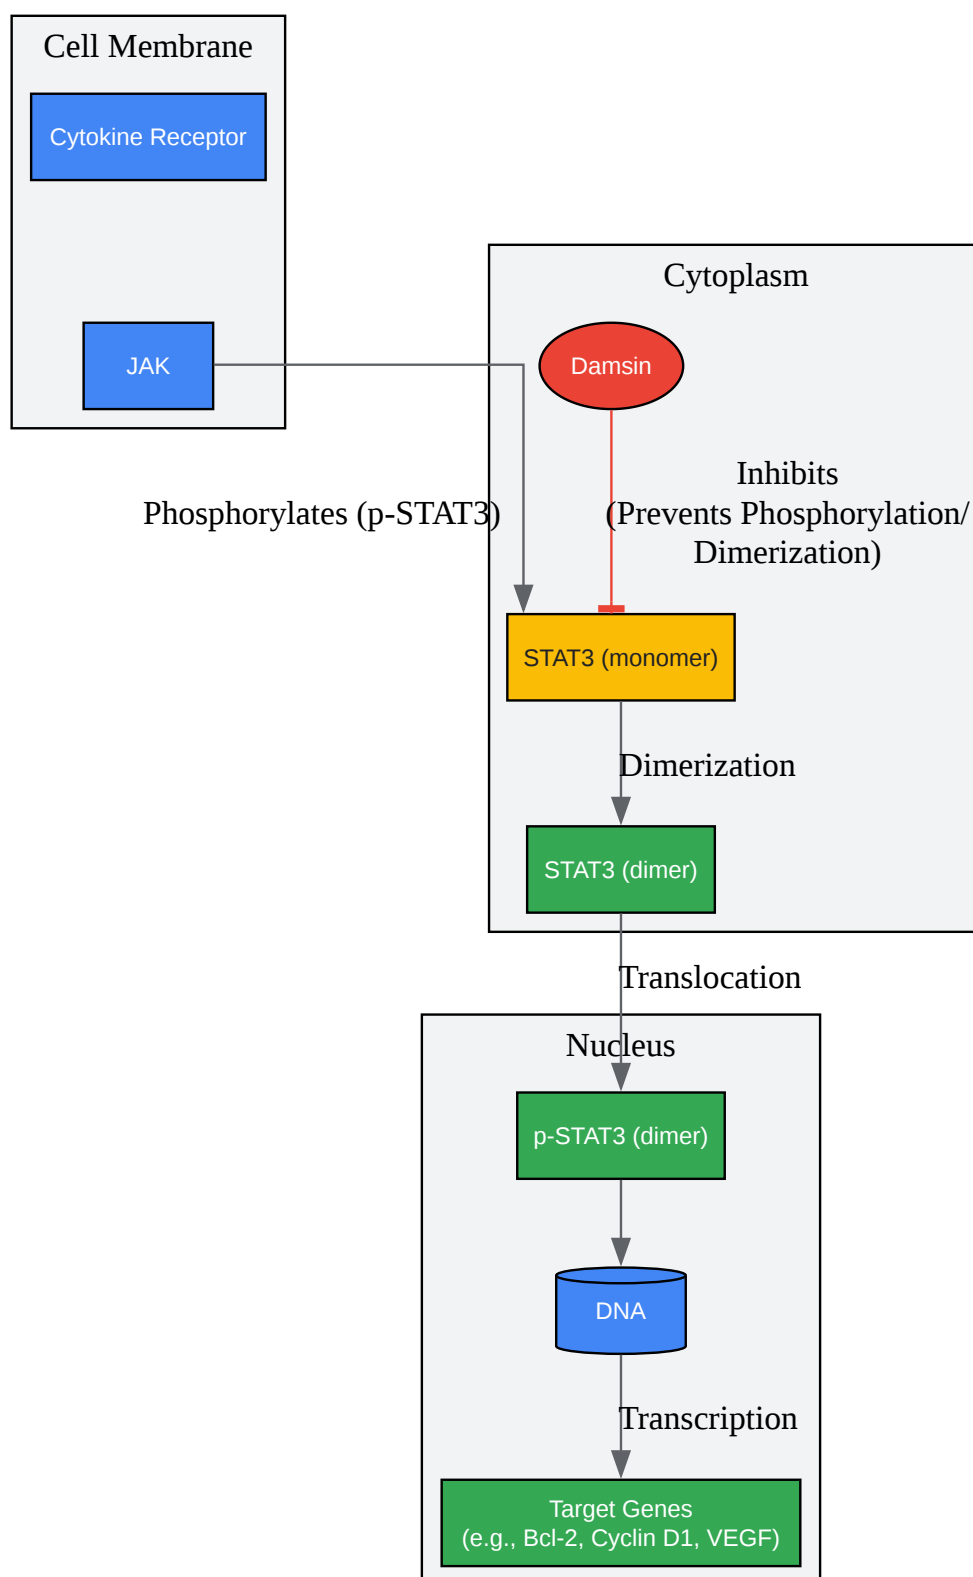 Cell Membrane
Cytokine Receptor
JAK
Cytoplasm
Damsin
Phosphorylates (p-STAT3)
Inhibits
(Prevents Phosphorylation/
Dimerization)
STAT3 (monomer)
Dimerization
STAT3 (dimer)
Translocation
Nucleus
p-STAT3 (dimer)
DNA
Transcription
Target Genes
(e.g., Bcl-2, Cyclin D1, VEGF)